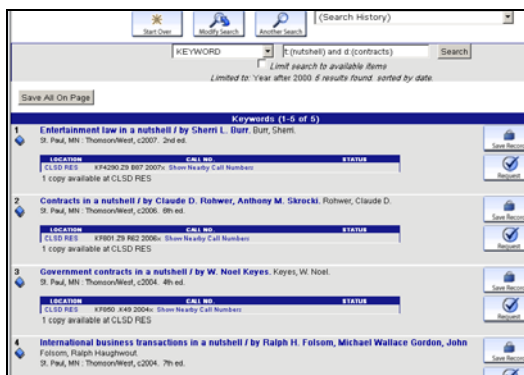 (Search History)
Start Over
Modify Search
Another Search
KEYWORD
t:(nutshell) and d:(contracts)
Search
Limit search to available items
Limited to: Year after 2000 5 results found. sorted by date.
Save All On Page
Keywords (1-5 of 5)
1 Entertainment law in a nutshell / by Sherri L. Burr. Burr, Sherri.
St. Paul, MN : Thomson/West, c2007. 2nd ed.
Save Record
LOCATION CALL NO. STATUS
CLSD RES KF4290.Z9 B87 2007x Show Nearby Call Numbers
1 copy available at CLSD RES
Request
2 Contracts in a nutshell / by Claude D. Rohwer, Anthony M. Skrocki. Rohwer, Claude D.
St. Paul, MN : Thomson/West, c2006. 6th ed.
Save Record
LOCATION CALL NO. STATUS
CLSD RES KF801.Z9 R62 2006x Show Nearby Call Numbers
1 copy available at CLSD RES
Request
3 Government contracts in a nutshell / by W. Noel Keyes. Keyes, W. Noel.
St. Paul, MN : Thomson/West, c2004. 4th ed.
Save Record
LOCATION CALL NO. STATUS
CLSD RES KF850 .K49 2004x Show Nearby Call Numbers
1 copy available at CLSD RES
Request
4 International business transactions in a nutshell / by Ralph H. Folsom, Michael Wallace Gordon, John
Folsom, Ralph Haughwout.
St. Paul, MN : Thomson/West, c2004. 7th ed.
Save Record